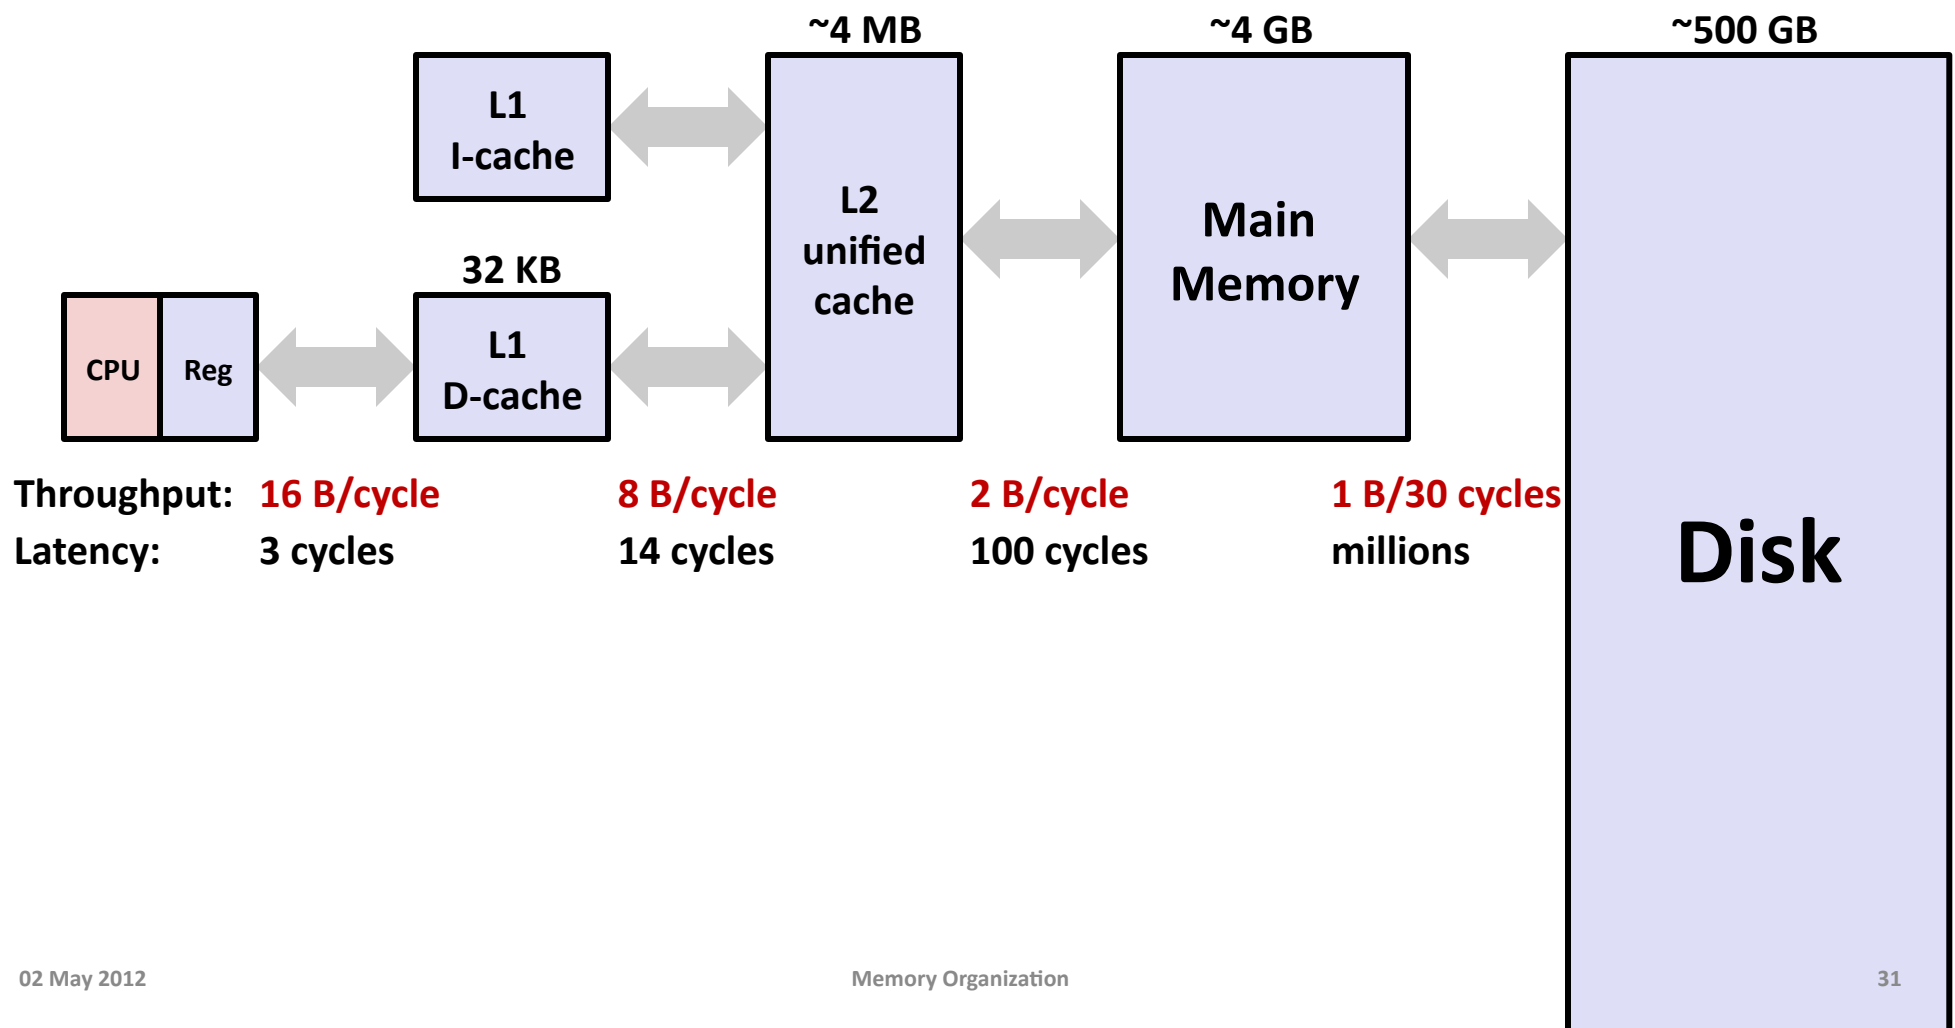 ~4 MB
~4 GB
~500 GB
L1
I-cache
L2
unified
cache
Main
Memory
32 KB
CPU
Reg
L1
D-cache
Throughput: 16 B/cycle 8 B/cycle 2 B/cycle 1 B/30 cycles
Latency: 3 cycles 14 cycles 100 cycles millions
Disk
02 May 2012
Memory Organization
31